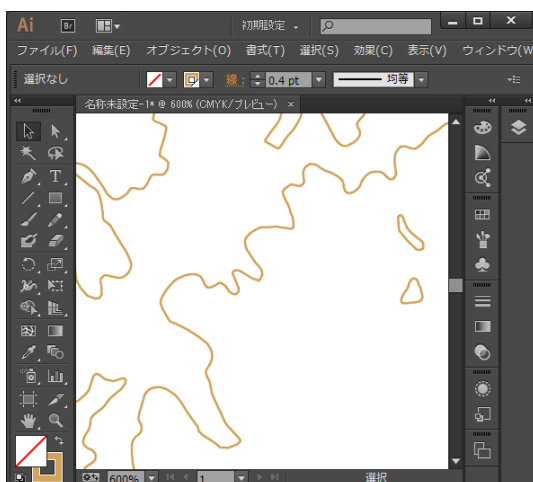 Ai Br 初期設定
ファイル(F) 編集(E) オブジェクト(O) 書式(T) 選択(S) 効果(C) 表示(V) ウィンドウ(W
選択なし 線: 0.4 pt 均等
名称未設定-1* @ 600% (CMYK/プレビュー) ×
T
600% 1 選択